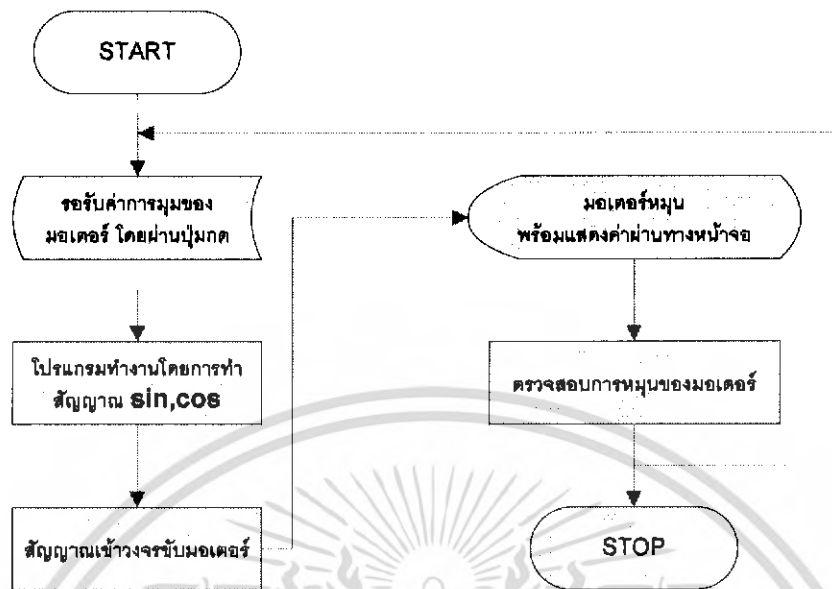 START
รอรับค่าการมุมของ
มอเตอร์ โดยผ่านปุ่มกด
โปรแกรมทำงานโดยการทำ
สัญญาณ sin,cos
สัญญาณเข้าวงจรขับมอเตอร์
มอเตอร์หมุน
พร้อมแสดงค่าผ่านทางหน้าจอ
ตรวจสอบการหมุนของมอเตอร์
STOP